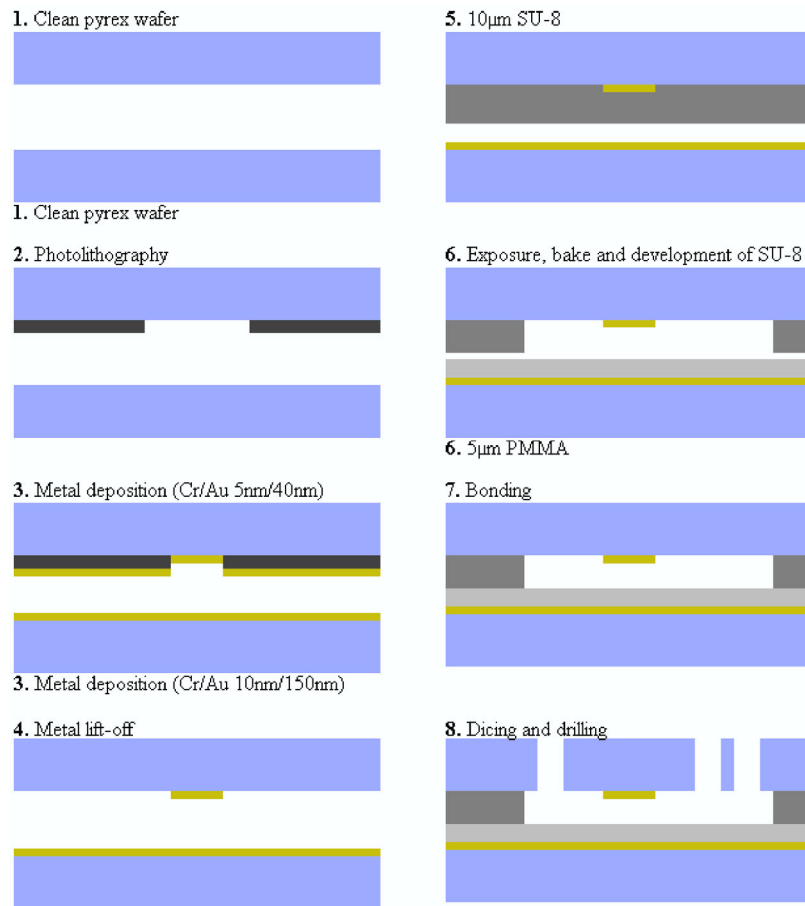 1. Clean pyrex wafer
1. Clean pyrex wafer
2. Photolithography
3. Metal deposition (Cr/Au 5nm/40nm)
3. Metal deposition (Cr/Au 10nm/150nm)
4. Metal lift-off
5. 10μm SU-8
6. Exposure, bake and development of SU-8
6. 5μm PMMA
7. Bonding
8. Dicing and drilling